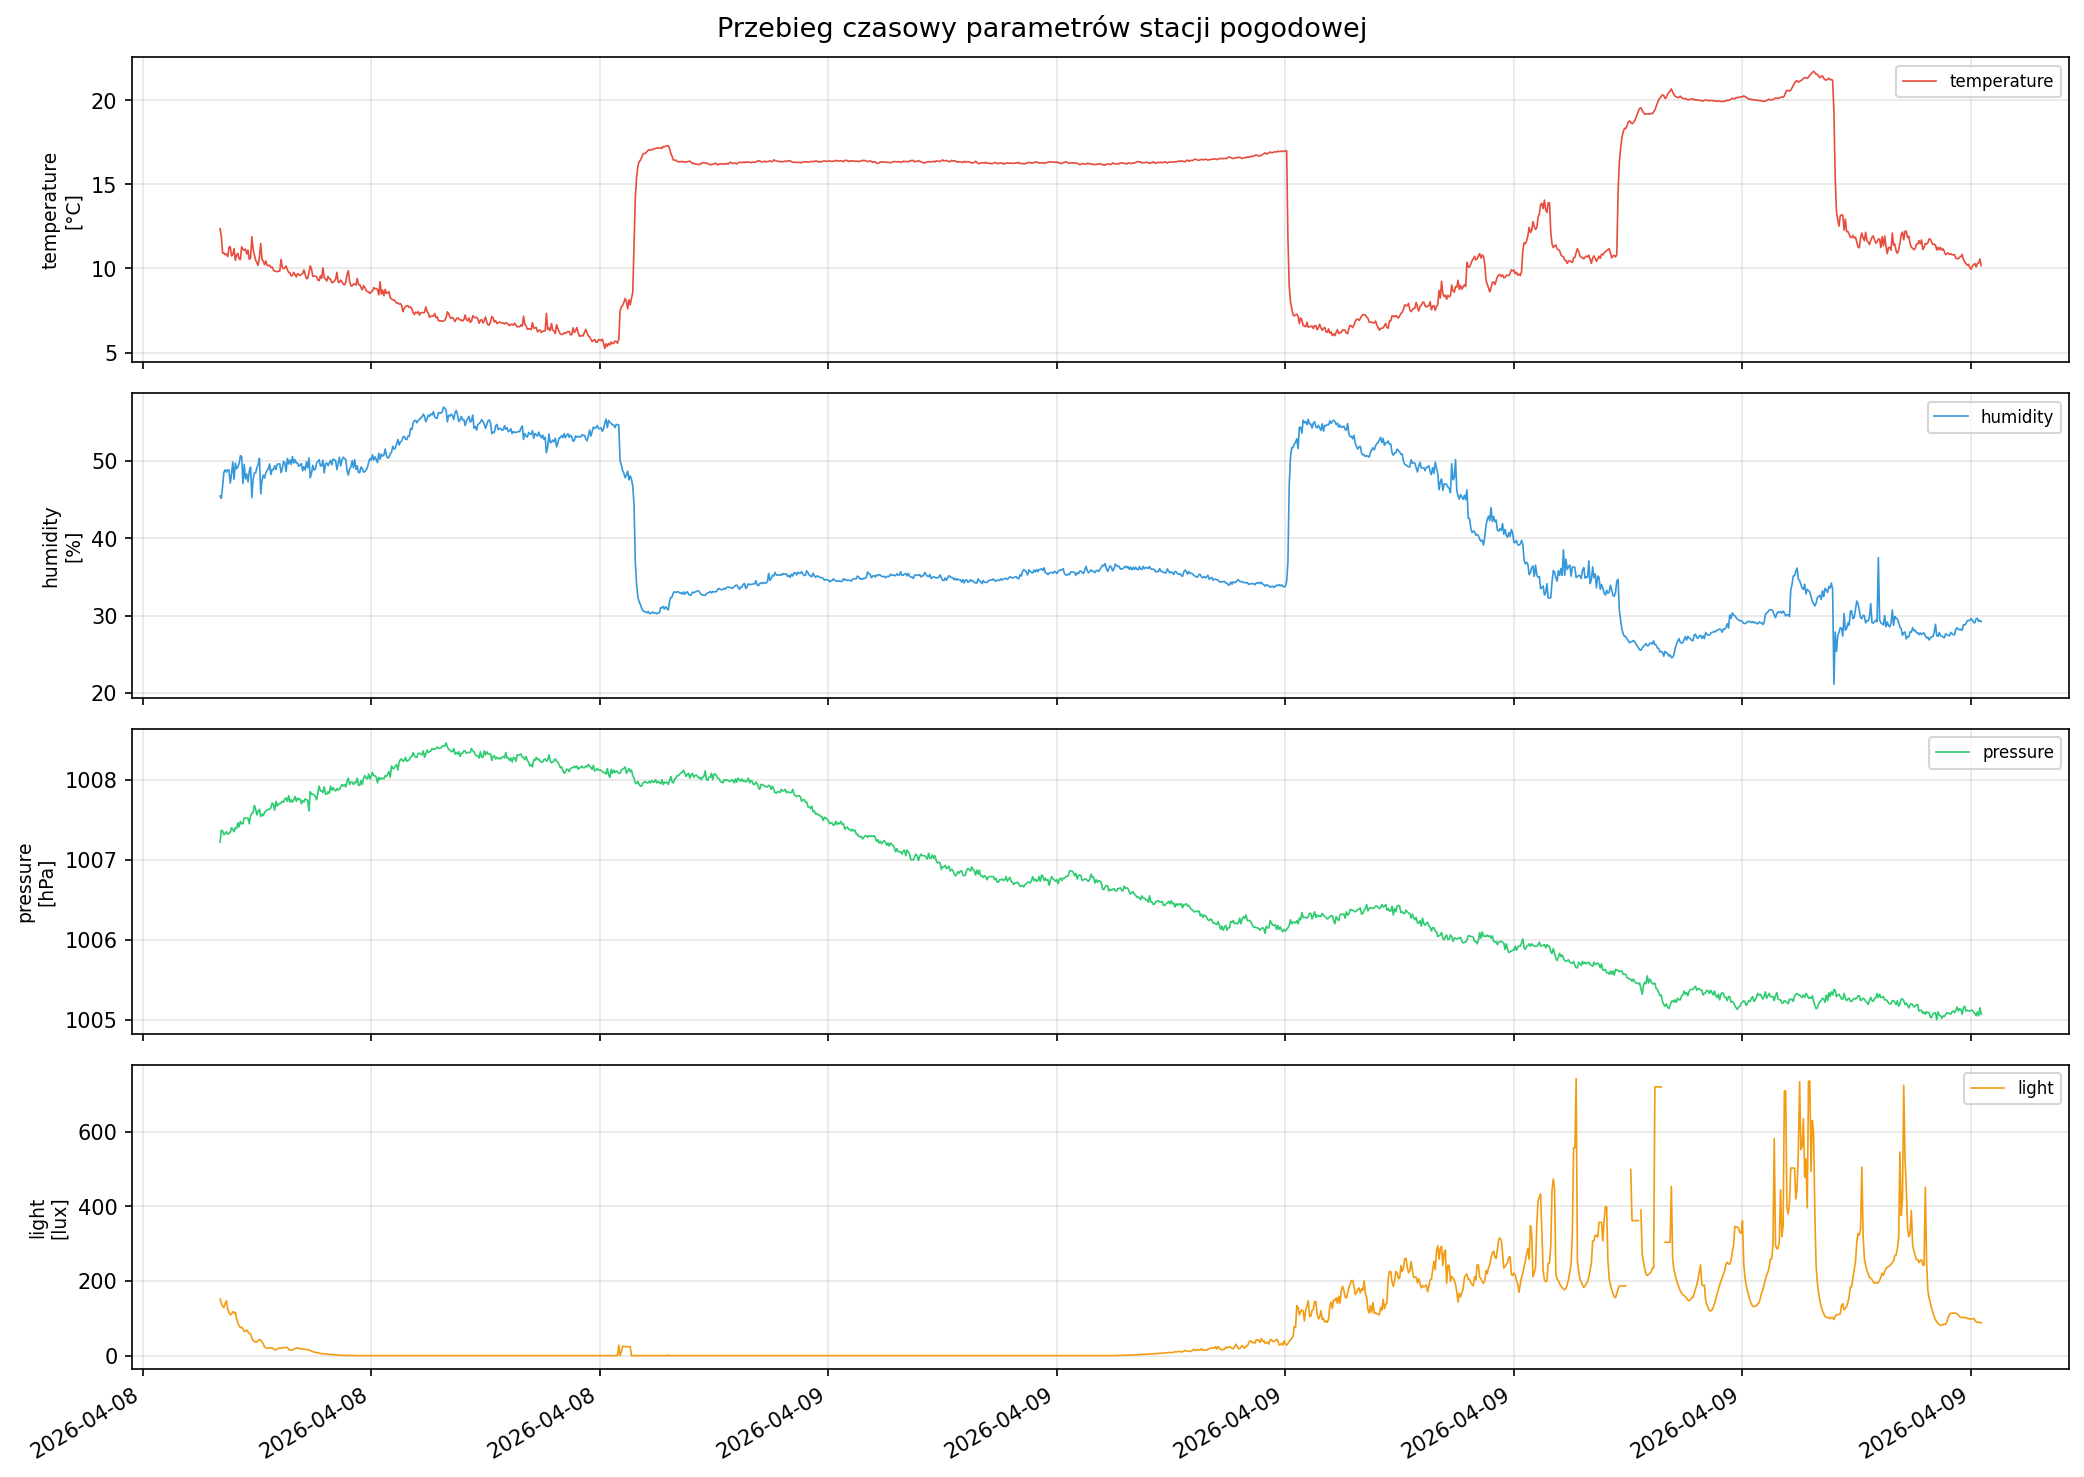 Przebieg czasowy parametrów stacji pogodowej
temperature
[°C]
20
15
10
5
temperature
humidity
[%]
50
40
30
20
humidity
pressure
[hPa]
1008
1007
1006
1005
pressure
light
[lux]
600
400
200
0
light
2026-04-08
2026-04-08
2026-04-08
2026-04-09
2026-04-09
2026-04-09
2026-04-09
2026-04-09
2026-04-09